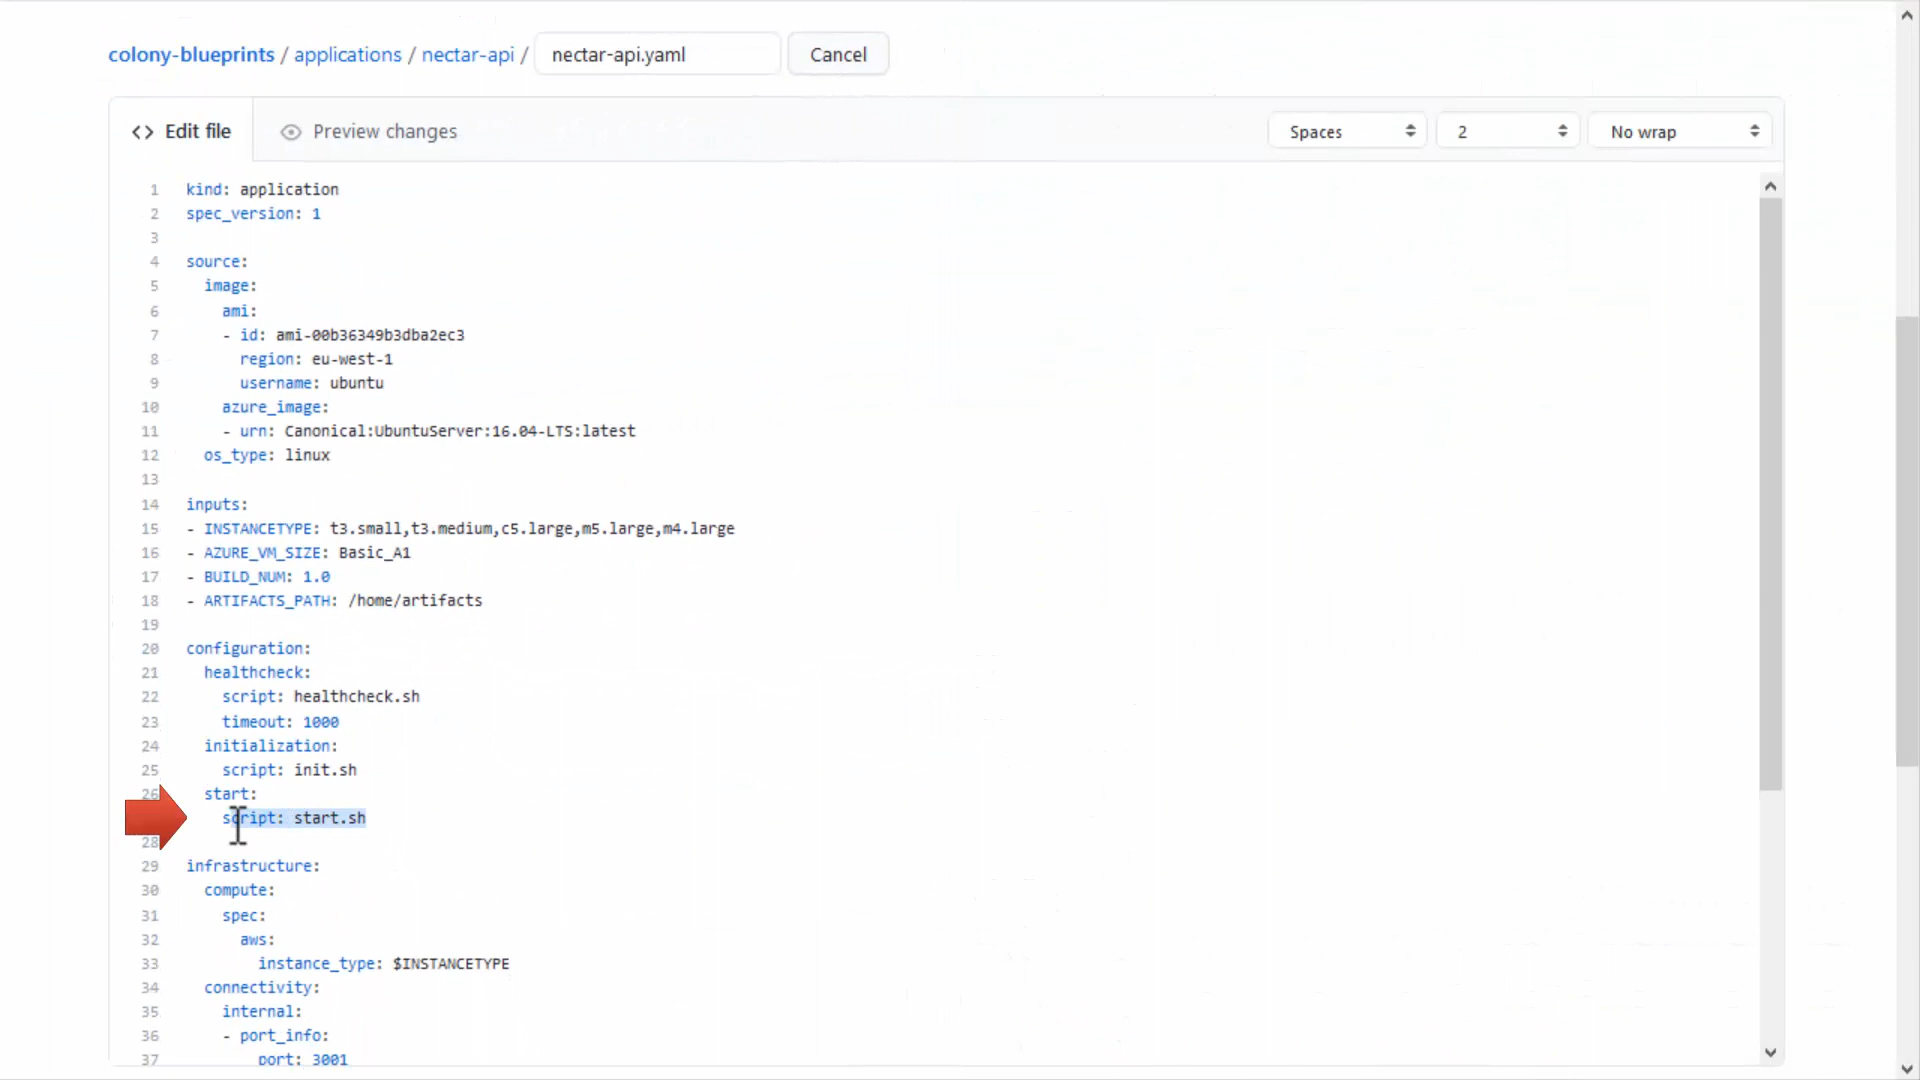 colony-blueprints / applications / nectar-api / nectar-api.yaml Cancel
<> Edit file Preview changes Spaces 2 No wrap
1 kind: application
2 spec_version: 1
3
4 source:
5 image:
6 ami:
7 - id: ami-00b36349b3dba2ec3
8 region: eu-west-1
9 username: ubuntu
10 azure_image:
11 - urn: Canonical:UbuntuServer:16.04-LTS:latest
12 os_type: linux
13
14 inputs:
15 - INSTANCETYPE: t3.small,t3.medium,c5.large,m5.large,m4.large
16 - AZURE_VM_SIZE: Basic_A1
17 - BUILD_NUM: 1.0
18 - ARTIFACTS_PATH: /home/artifacts
19
20 configuration:
21 healthcheck:
22 script: healthcheck.sh
23 timeout: 1000
24 initialization:
25 script: init.sh
26 start:
script: start.sh
28
29 infrastructure:
30 compute:
31 spec:
32 aws:
33 instance_type: $INSTANCETYPE
34 connectivity:
35 internal:
36 - port_info:
37 port: 3001